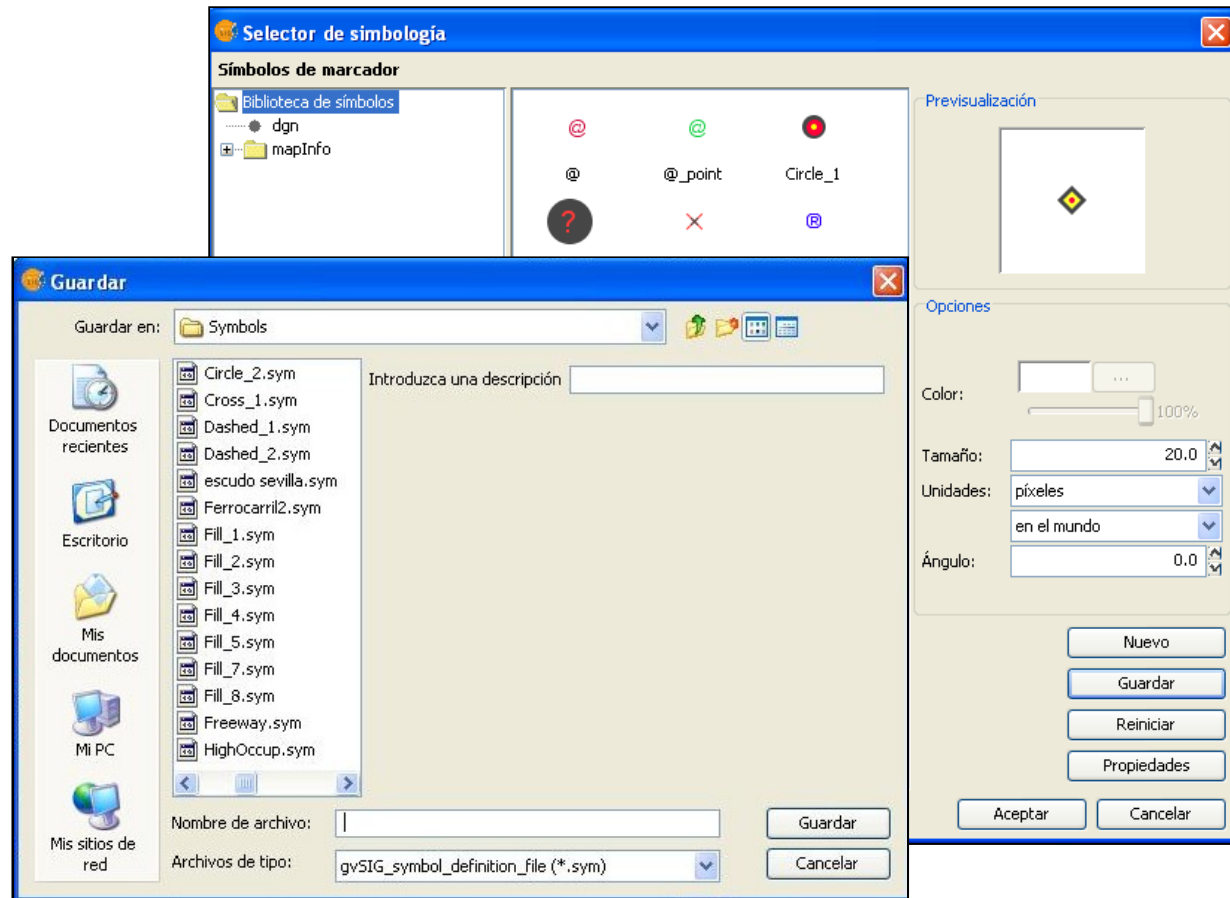 Selector de simbología
Símbolos de marcador
Biblioteca de símbolos
dgn
mapInfo
@
@
@
@_point
Circle_1
?
®
Previsualización
Opciones
Color:
...
100%
Tamaño:
20.0
Unidades:
píxeles
en el mundo
Ángulo:
0.0
Nuevo
Guardar
Reiniciar
Propiedades
Aceptar
Cancelar
Guardar
Guardar en:
Symbols
Documentos
recientes
Escritorio
Mis
documentos
Mi PC
Mis sitios de
red
Circle_2.sym
Cross_1.sym
Dashed_1.sym
Dashed_2.sym
escudo sevilla.sym
Ferrocarril2.sym
Fill_1.sym
Fill_2.sym
Fill_3.sym
Fill_4.sym
Fill_5.sym
Fill_7.sym
Fill_8.sym
Freeway.sym
HighOccup.sym
Introduzca una descripción
Nombre de archivo:
Guardar
Archivos de tipo:
gvSIG_symbol_definition_file (*.sym)
Cancelar